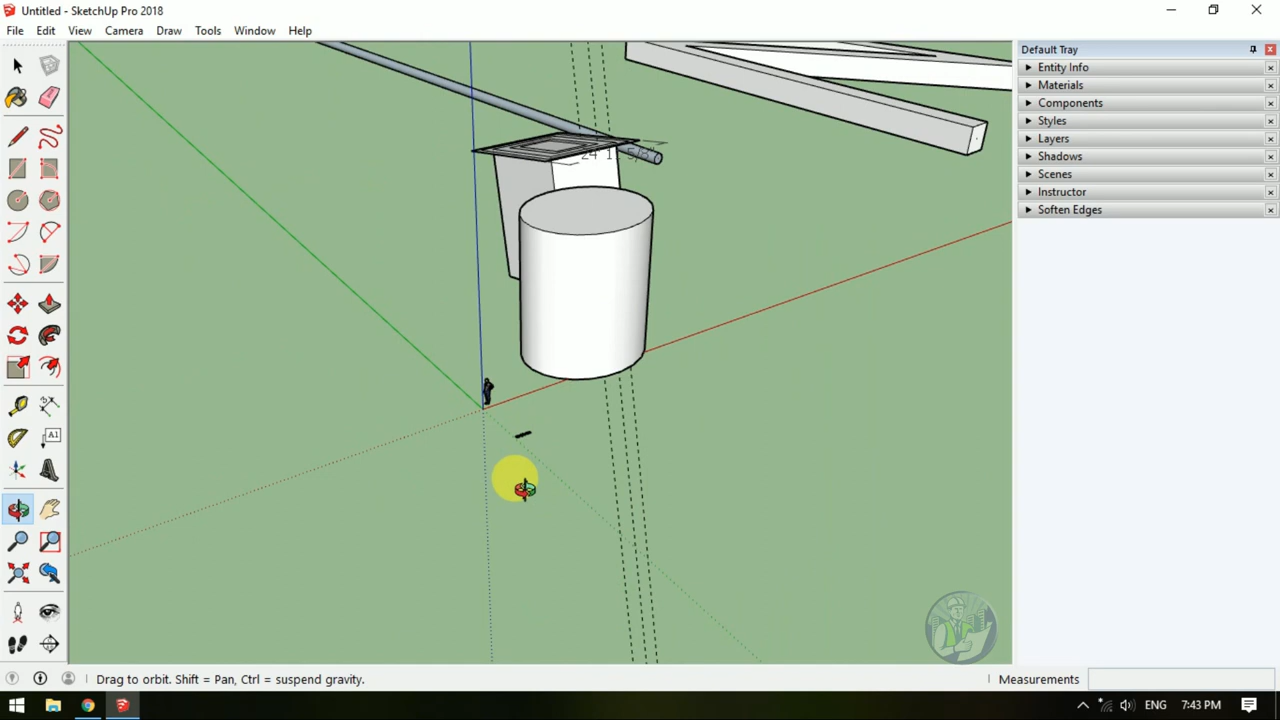 Untitled - SketchUp Pro 2018
File Edit View Camera Draw Tools Window Help
Default Tray
Entity Info
Materials
Components
Styles
Layers
Shadows
Scenes
Instructor
Soften Edges
A1
Drag to orbit. Shift = Pan, Ctrl = suspend gravity.
Measurements
ENG
7:43 PM